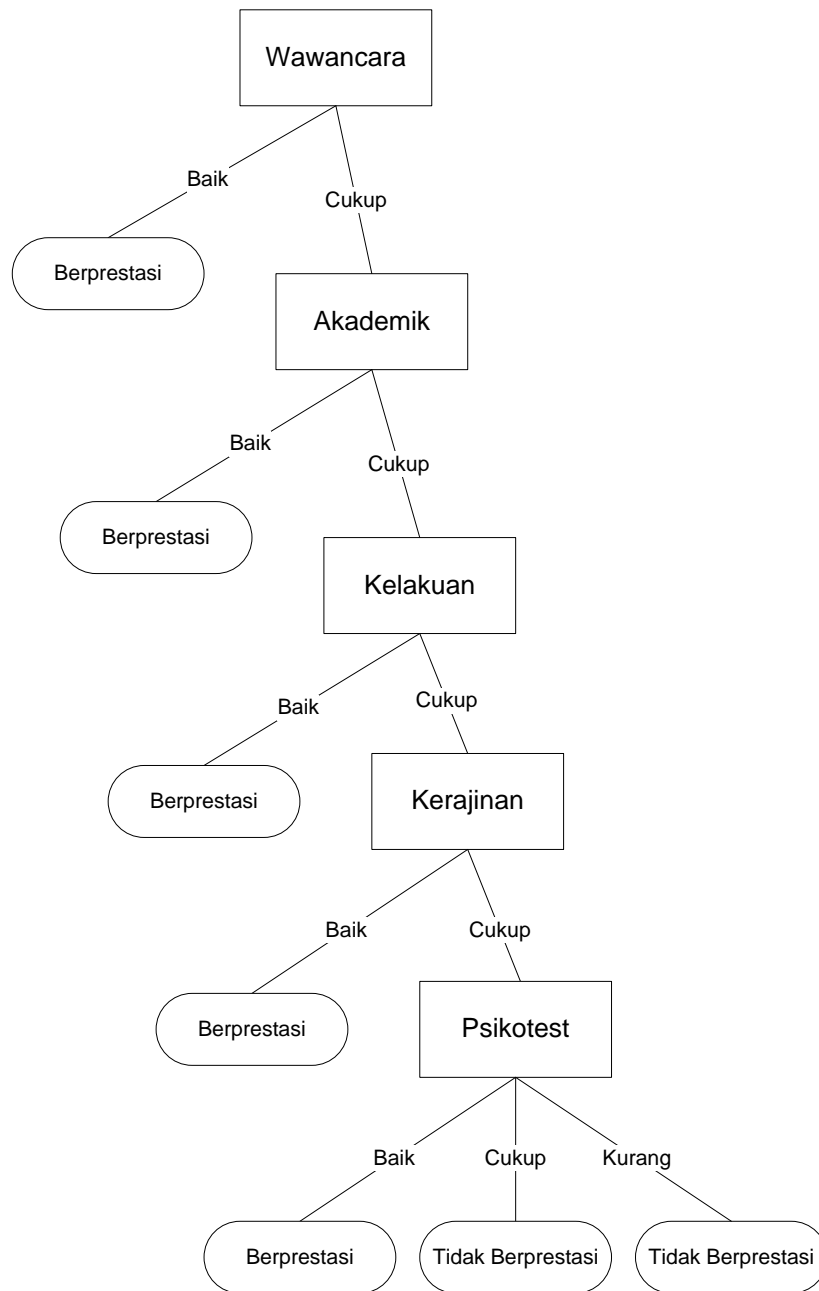 Wawancara
Baik
Cukup
Berprestasi
Akademik
Baik
Cukup
Berprestasi
Kelakuan
Baik
Cukup
Berprestasi
Kerajinan
Baik
Cukup
Berprestasi
Psikotest
Baik
Cukup
Kurang
Berprestasi
Tidak Berprestasi
Tidak Berprestasi